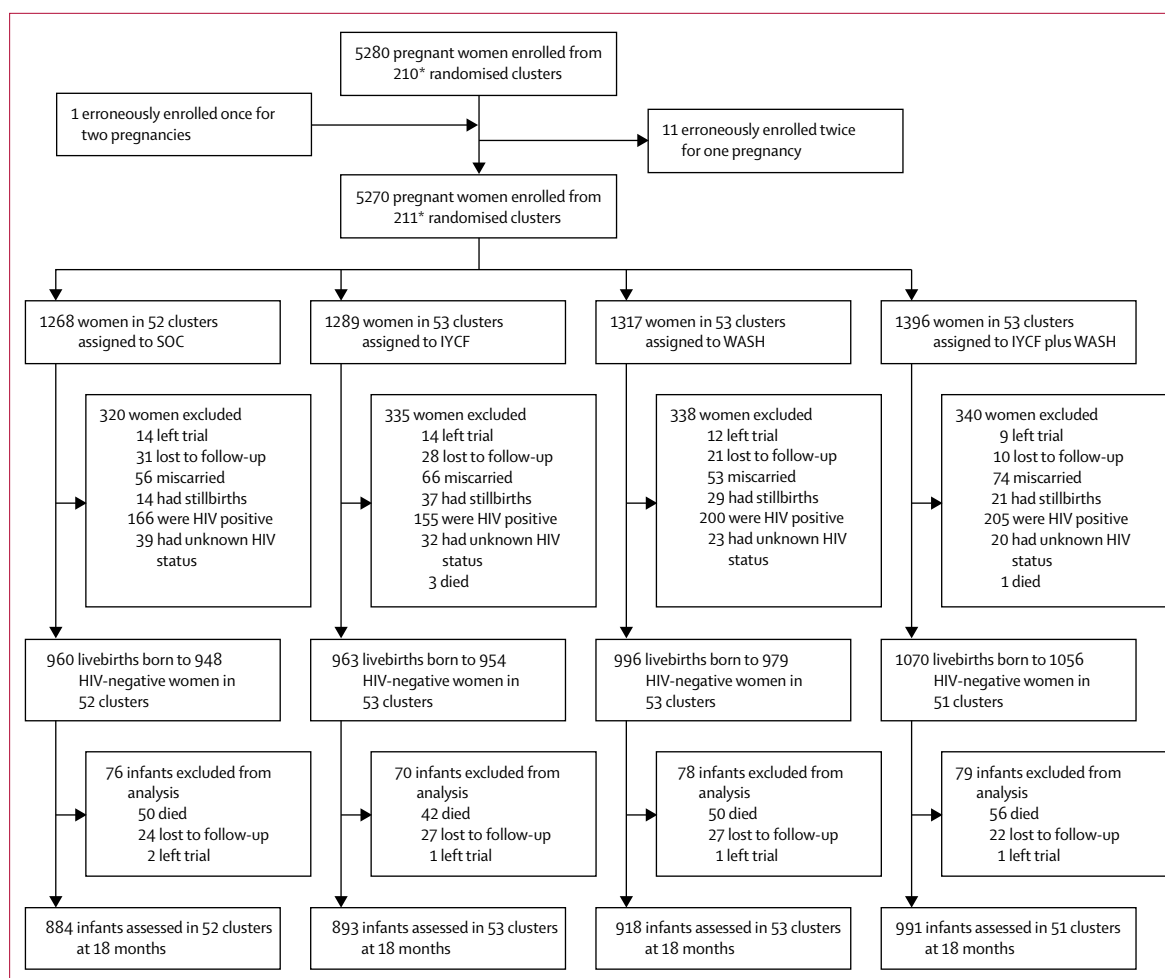 5280 pregnant women enrolled from
210* randomised clusters
1 erroneously enrolled once for
two pregnancies
11 erroneously enrolled twice
for one pregnancy
5270 pregnant women enrolled from
211* randomised clusters
1268 women in 52 clusters
assigned to SOC
1289 women in 53 clusters
assigned to IYCF
1317 women in 53 clusters
assigned to WASH
1396 women in 53 clusters
assigned to IYCF plus WASH
320 women excluded
14 left trial
31 lost to follow-up
56 miscarried
14 had stillbirths
166 were HIV positive
39 had unknown HIV
status
335 women excluded
14 left trial
28 lost to follow-up
66 miscarried
37 had stillbirths
155 were HIV positive
32 had unknown HIV
status
3 died
338 women excluded
12 left trial
21 lost to follow-up
53 miscarried
29 had stillbirths
200 were HIV positive
23 had unknown HIV
status
340 women excluded
9 left trial
10 lost to follow-up
74 miscarried
21 had stillbirths
205 were HIV positive
20 had unknown HIV
status
1 died
960 livebirths born to 948
HIV-negative women in
52 clusters
963 livebirths born to 954
HIV-negative women in
53 clusters
996 livebirths born to 979
HIV-negative women in
53 clusters
1070 livebirths born to 1056
HIV-negative women in
51 clusters
76 infants excluded from
analysis
50 died
24 lost to follow-up
2 left trial
70 infants excluded from
analysis
42 died
27 lost to follow-up
1 left trial
78 infants excluded from
analysis
50 died
27 lost to follow-up
1 left trial
79 infants excluded from
analysis
56 died
22 lost to follow-up
1 left trial
884 infants assessed in 52 clusters
at 18 months
893 infants assessed in 53 clusters
at 18 months
918 infants assessed in 53 clusters
at 18 months
991 infants assessed in 51 clusters
at 18 months